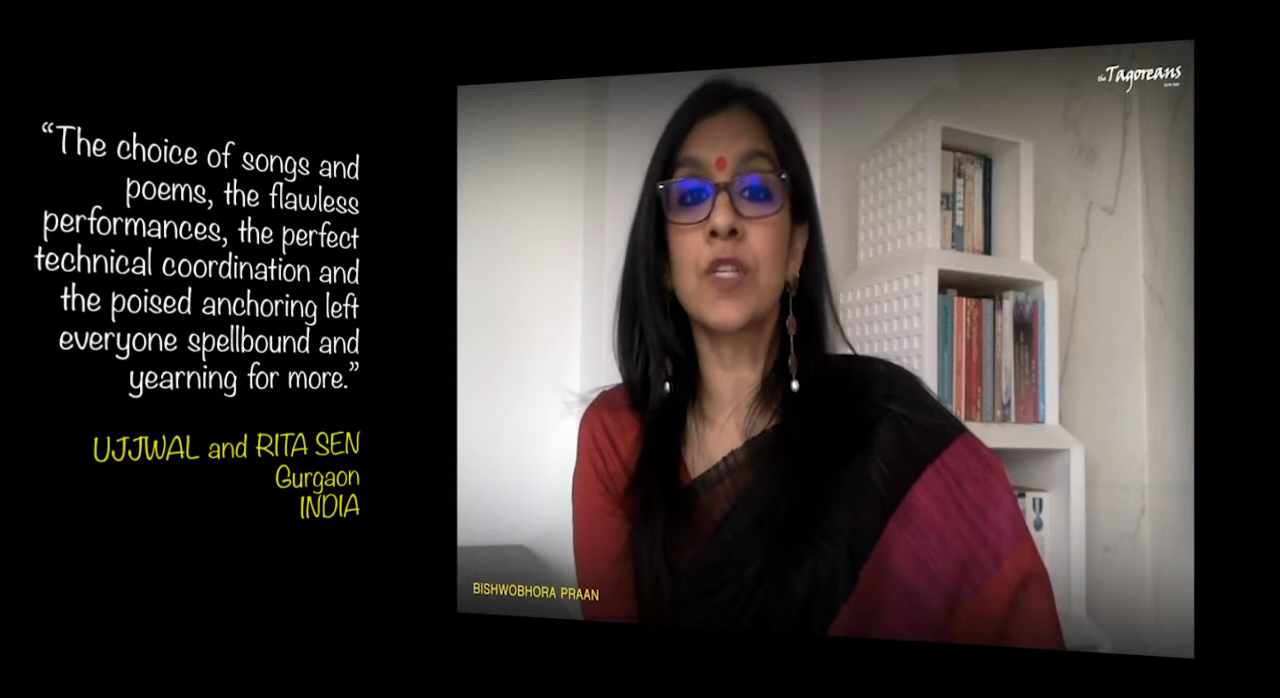 “The choice of songs and
poems, the flawless
performances, the perfect
technical coordination and
the poised anchoring left
everyone spellbound and
yearning for more.”
UJJWAL and RITA SEN
Gurgaon
INDIA
the Tagoreans
BISHWOBHORA PRAAN